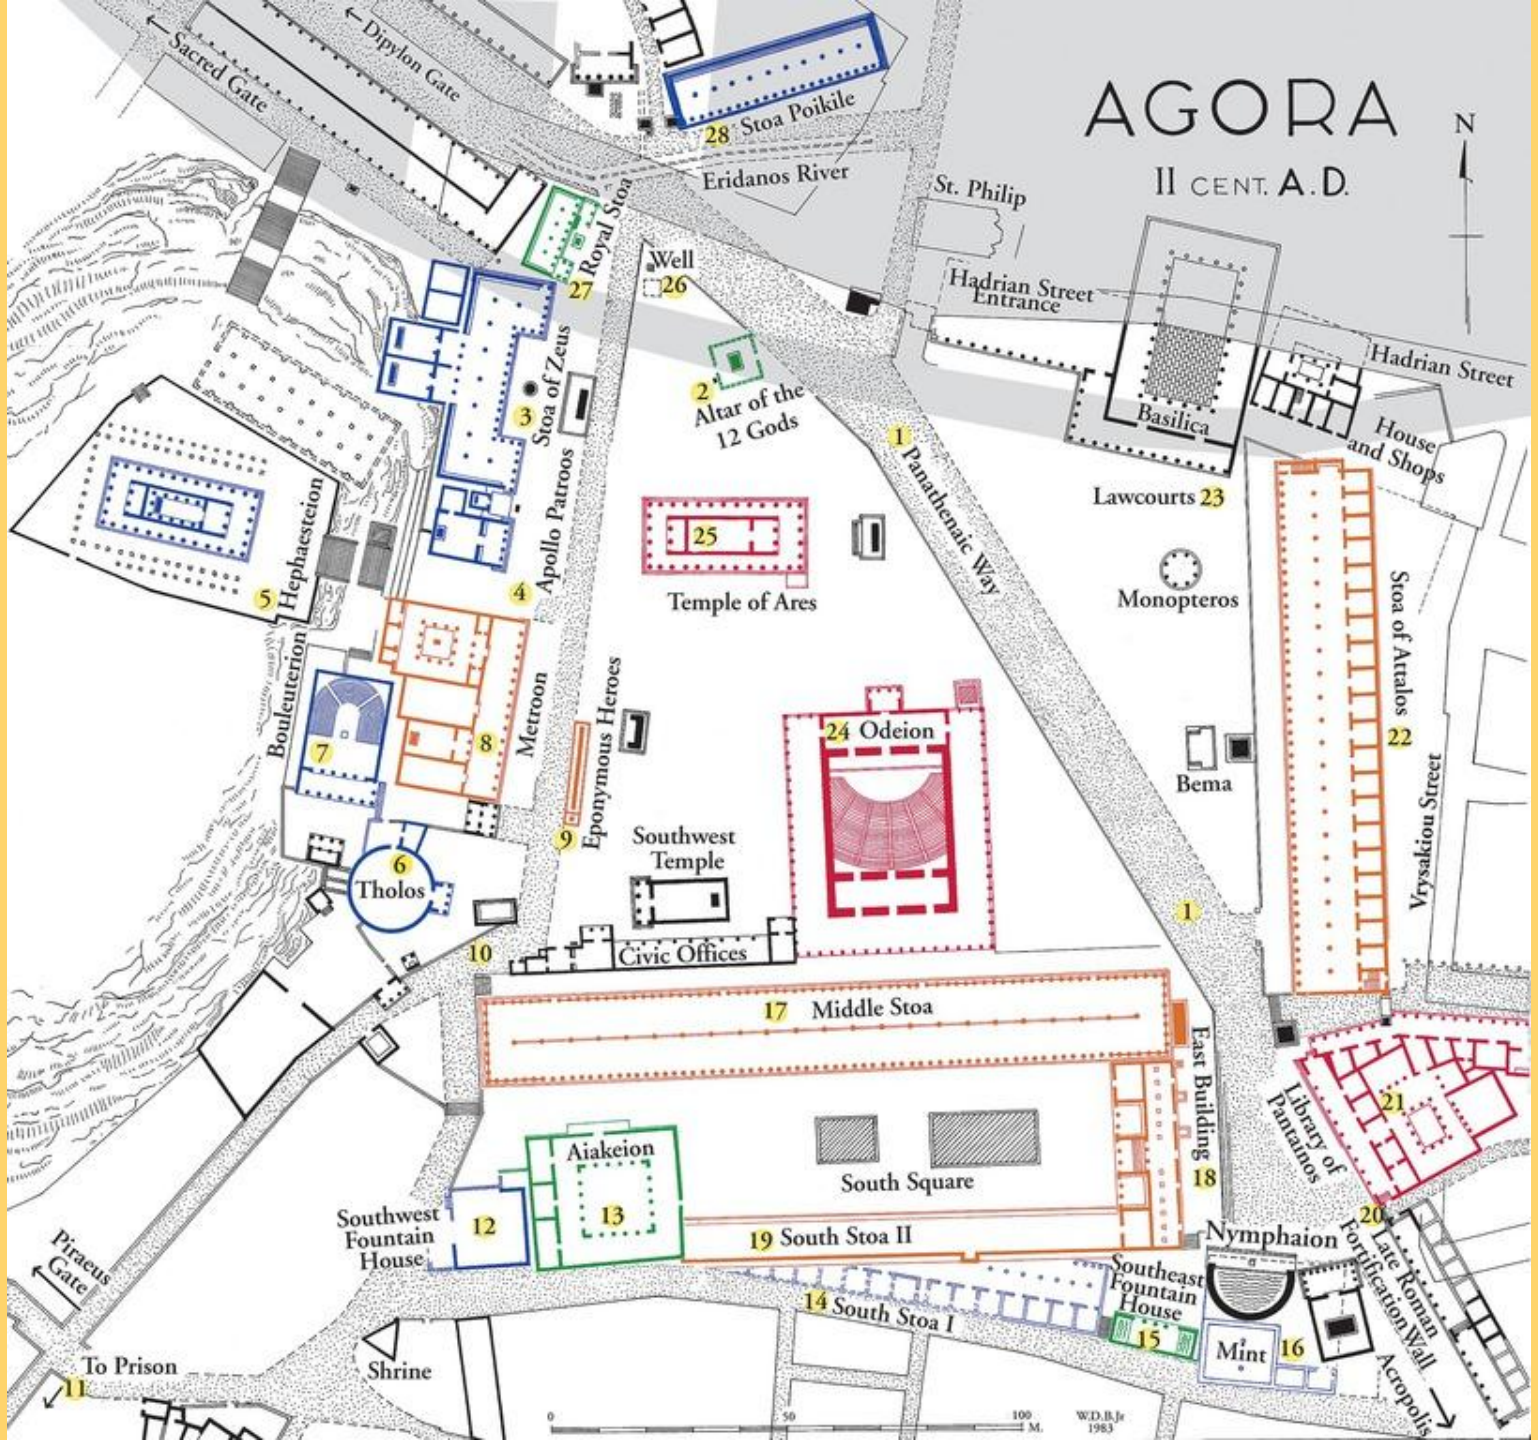 Sacred Gate
Dipylon Gate
28 Stoa Poikile
Eridanos River
AGORA
II CENT. A.D.
N
St. Philip
27 Royal Stoa
Well
26
Hadrian Street
Entrance
Hadrian Street
2
Altar of the
12 Gods
3 Stoa of Zeus
1
Panathenaic Way
Basilica
House
and Shops
Lawcourts 23
5 Hephaesteion
4 Apollo Patroos
25
Temple of Ares
Monopteros
Stoa of Attalos
22
Bouleuterion
7
8 Metroon
9 Eponymous Heroes
24 Odeion
Bema
Vrysakiou Street
Southwest
Temple
6
Tholos
1
10
Civic Offices
17 Middle Stoa
East Building
18
Library of
Pantainos
21
Aiakeion
13
South Square
12
Southwest
Fountain
House
19 South Stoa II
20
Late Roman
Fortification Wall
Nymphaion
Piraeus
Gate
14 South Stoa I
Southeast
Fountain
House
15
Mint 16
Acropolis
To Prison
11
Shrine
0 50 100 M.
W.D.B.Jr
1983